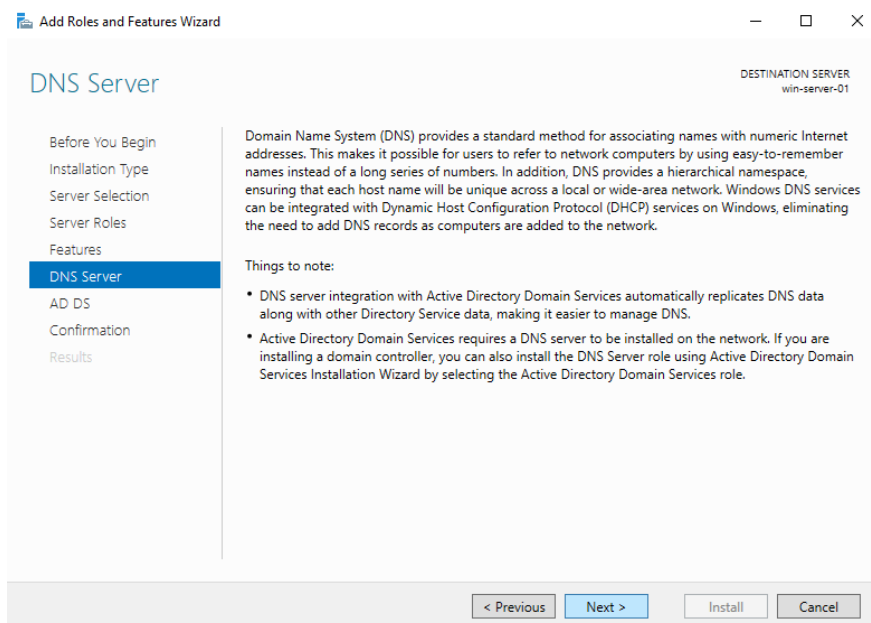 Add Roles and Features Wizard
DNS Server
DESTINATION SERVER
win-server-01
Before You Begin
Installation Type
Server Selection
Server Roles
Features
DNS Server
AD DS
Confirmation
Results
Domain Name System (DNS) provides a standard method for associating names with numeric Internet
addresses. This makes it possible for users to refer to network computers by using easy-to-remember
names instead of a long series of numbers. In addition, DNS provides a hierarchical namespace,
ensuring that each host name will be unique across a local or wide-area network. Windows DNS services
can be integrated with Dynamic Host Configuration Protocol (DHCP) services on Windows, eliminating
the need to add DNS records as computers are added to the network.
Things to note:
• DNS server integration with Active Directory Domain Services automatically replicates DNS data
along with other Directory Service data, making it easier to manage DNS.
• Active Directory Domain Services requires a DNS server to be installed on the network. If you are
installing a domain controller, you can also install the DNS Server role using Active Directory Domain
Services Installation Wizard by selecting the Active Directory Domain Services role.
< Previous
Next >
Install
Cancel